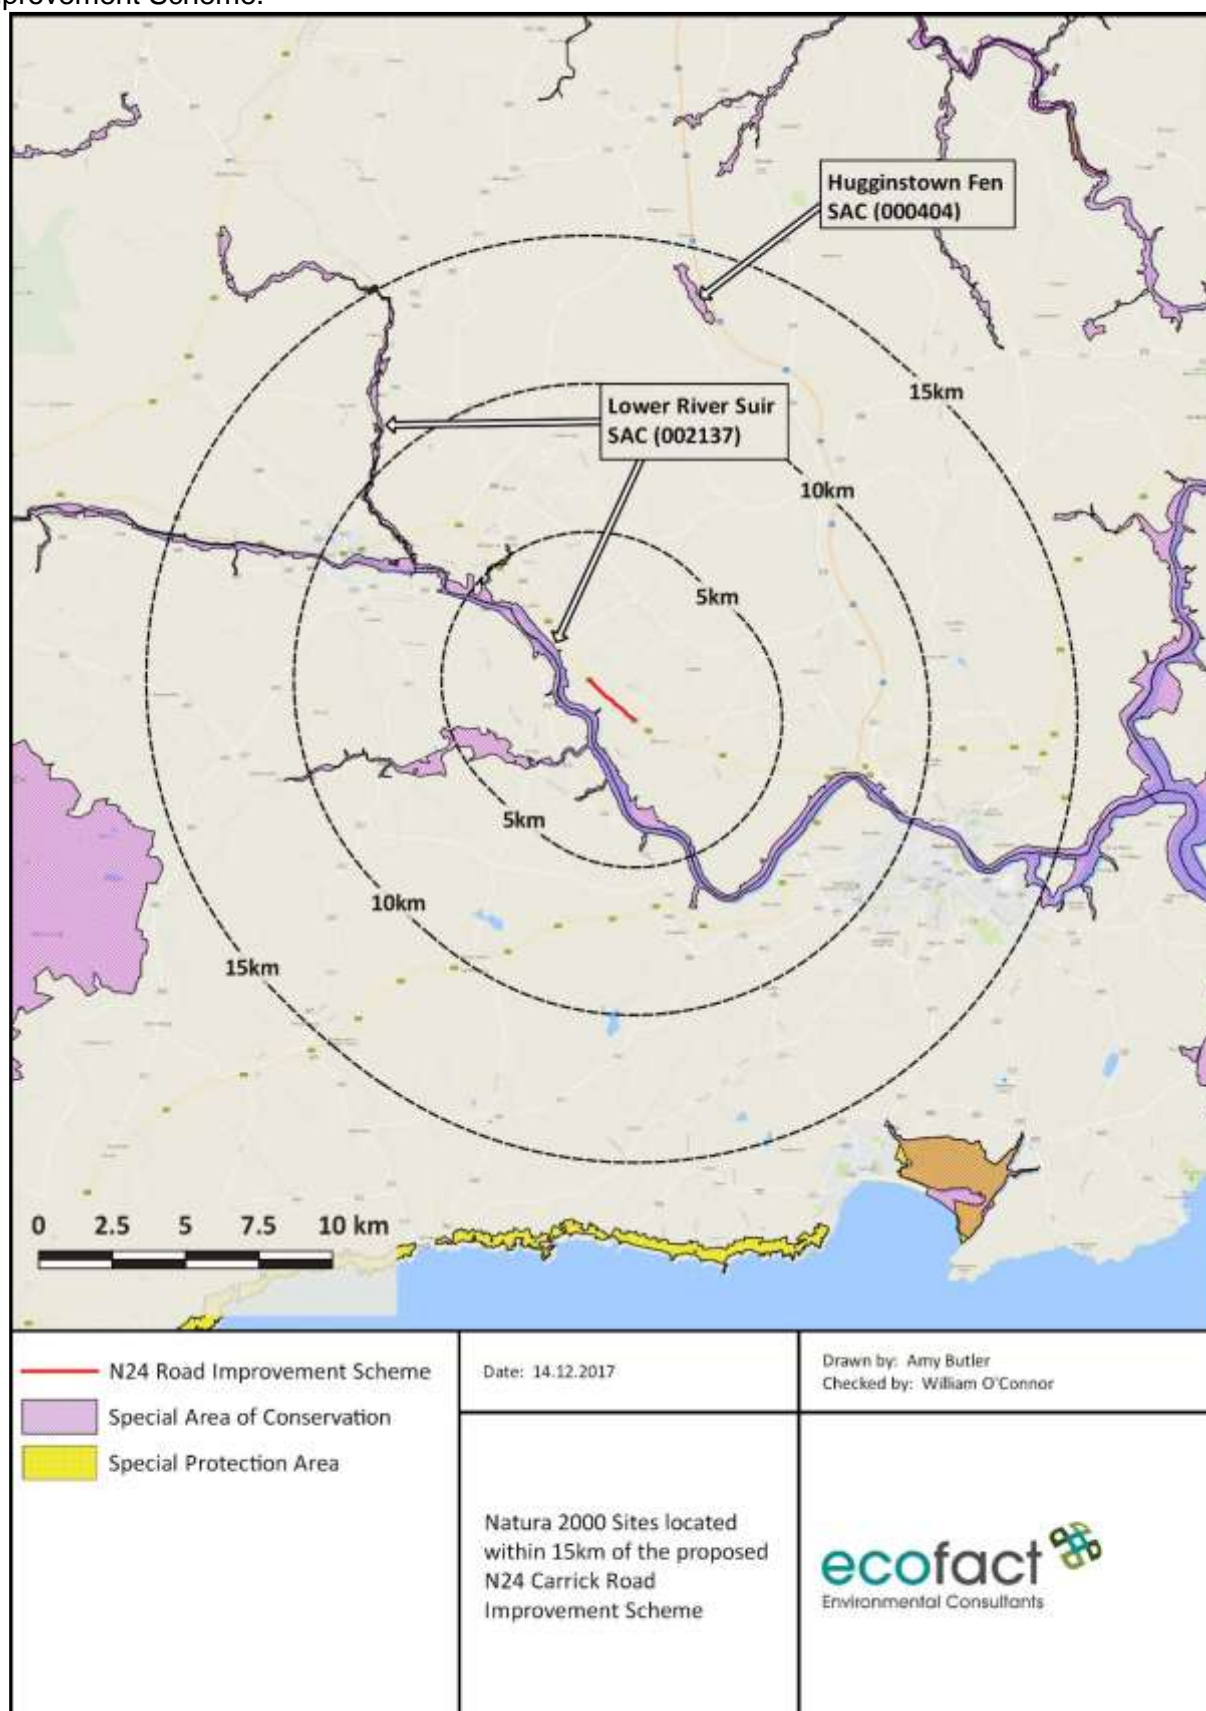 provement Scheme.
Hugginstown Fen
SAC (000404)
15km
Lower River Suir
SAC (002137)
10km
5km
5km
10km
15km
0 2.5 5 7.5 10 km
N24 Road Improvement Scheme
Special Area of Conservation
Special Protection Area
Date: 14.12.2017
Drawn by: Amy Butler
Checked by: William O'Connor
Natura 2000 Sites located
within 15km of the proposed
N24 Carrick Road
Improvement Scheme
ecofact
Environmental Consultants